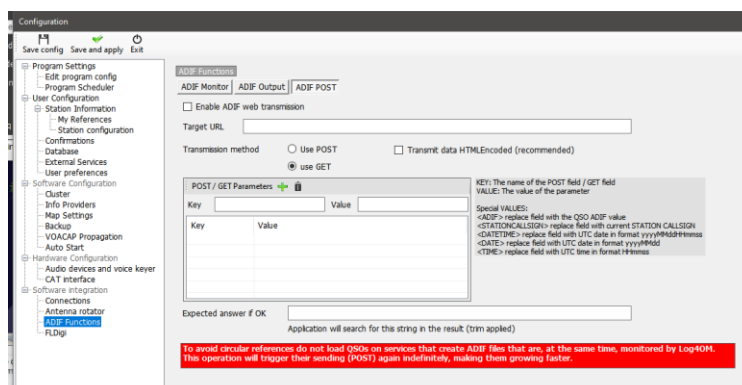 Configuration
Save config Save and apply Exit
Program Settings
Edit program config
Program Scheduler
User Configuration
Station Information
My References
Station configuration
Confirmations
Database
External Services
User preferences
Software Configuration
Cluster
Info Providers
Map Settings
Backup
VOACAP Propagation
Auto Start
Hardware Configuration
Audio devices and voice keyer
CAT interface
Software integration
Connections
Antenna rotator
ADIF Functions
FLDigi
ADIF Functions
ADIF Monitor ADIF Output ADIF POST
Enable ADIF web transmission
Target URL
Transmission method Use POST Transmit data HTMLEncoded (recommended)
use GET
POST / GET Parameters
Key Value
Key Value
KEY: The name of the POST field / GET field
VALUE: The value of the parameter
Special VALUES:
<ADIF> replace field with the QSO ADIF value
<STATIONCALLSIGN> replace field with current STATION CALLSIGN
<DATETIME> replace field with UTC date in format yyyyMMddHHmmss
<DATE> replace field with UTC date in format yyyyMMdd
<TIME> replace field with UTC time in format HHmmss
Expected answer if OK
Application will search for this string in the result (trim applied)
To avoid circular references do not load QSOs on services that create ADIF files that are, at the same time, monitored by Log4OM.
This operation will trigger their sending (POST) again indefinitely, making them growing faster.